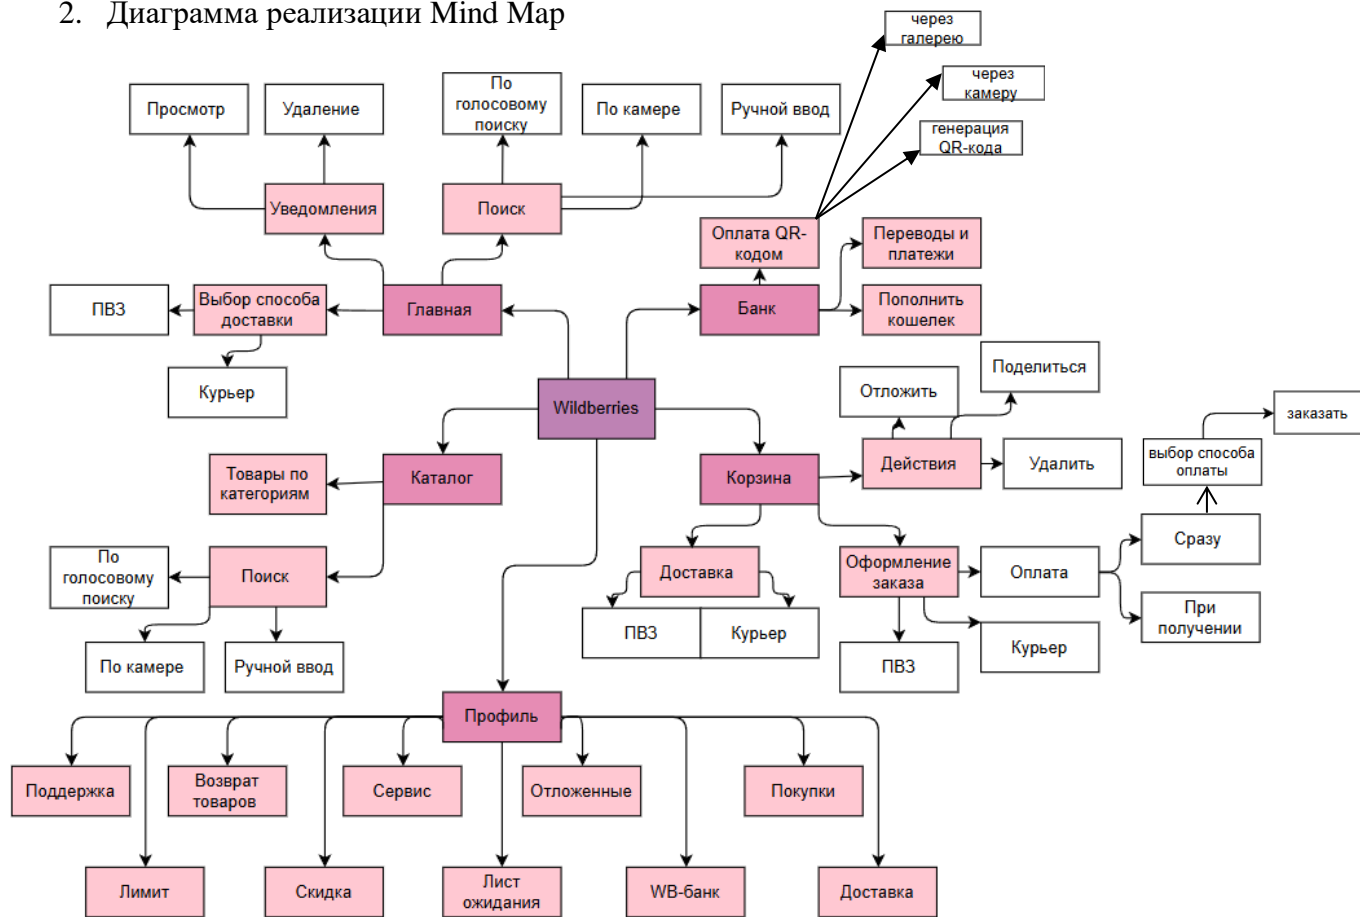 2. Диаграмма реализации Mind Map
через
галерею
через
камеру
генерация
QR-кода
Просмотр
Удаление
По
голосовому
поиску
По камере
Ручной ввод
Уведомления
Поиск
Оплата QR-
кодом
Переводы и
платежи
ПВЗ
Выбор способа
доставки
Главная
Банк
Пополнить
кошелек
Курьер
Wildberries
Отложить
Поделиться
заказать
Товары по
категориям
Каталог
Корзина
Действия
Удалить
выбор способа
оплаты
Сразу
По
голосовому
поиску
Поиск
Доставка
Оформление
заказа
Оплата
При
получении
ПВЗ
Курьер
ПВЗ
Курьер
По камере
Ручной ввод
Профиль
Поддержка
Возврат
товаров
Сервис
Отложенные
Покупки
Лимит
Скидка
Лист
ожидания
WB-банк
Доставка